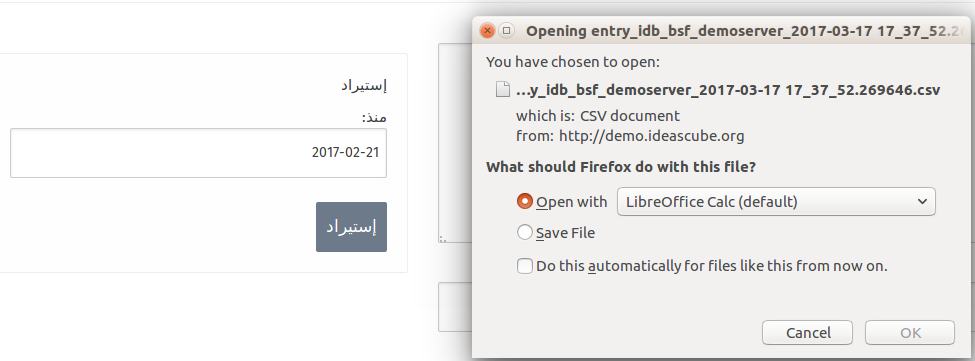 إستيراد
منذ:
2017-02-21
إستيراد
Opening entry_idb_bsf_demoserver_2017-03-17 17_37_52.26
You have chosen to open:
…y_idb_bsf_demoserver_2017-03-17 17_37_52.269646.csv
which is: CSV document
from: http://demo.ideascube.org
What should Firefox do with this file?
Open with LibreOffice Calc (default)
Save File
Do this automatically for files like this from now on.
Cancel OK